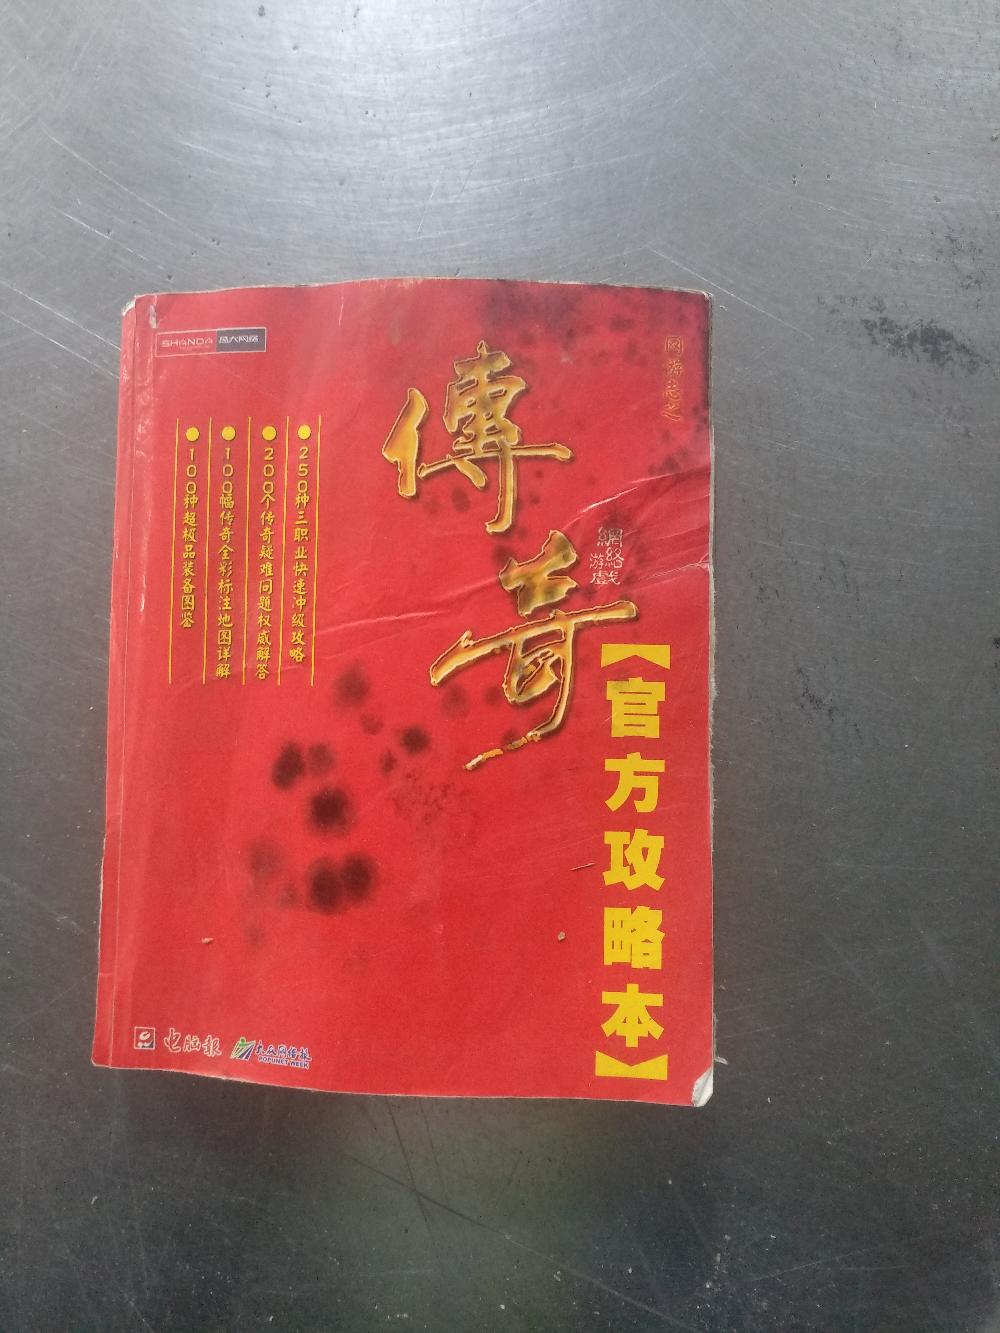 SHANDA 盛大网络
网游志之
傳奇
網絡
游戲
●250种三职业快速冲级攻略
●200个传奇疑难问题权威解答
●100幅传奇全彩标注地图详解
●100种超极品装备图鉴
【官方攻略本】
电脑报
大众网络报
POPUNET WEEK